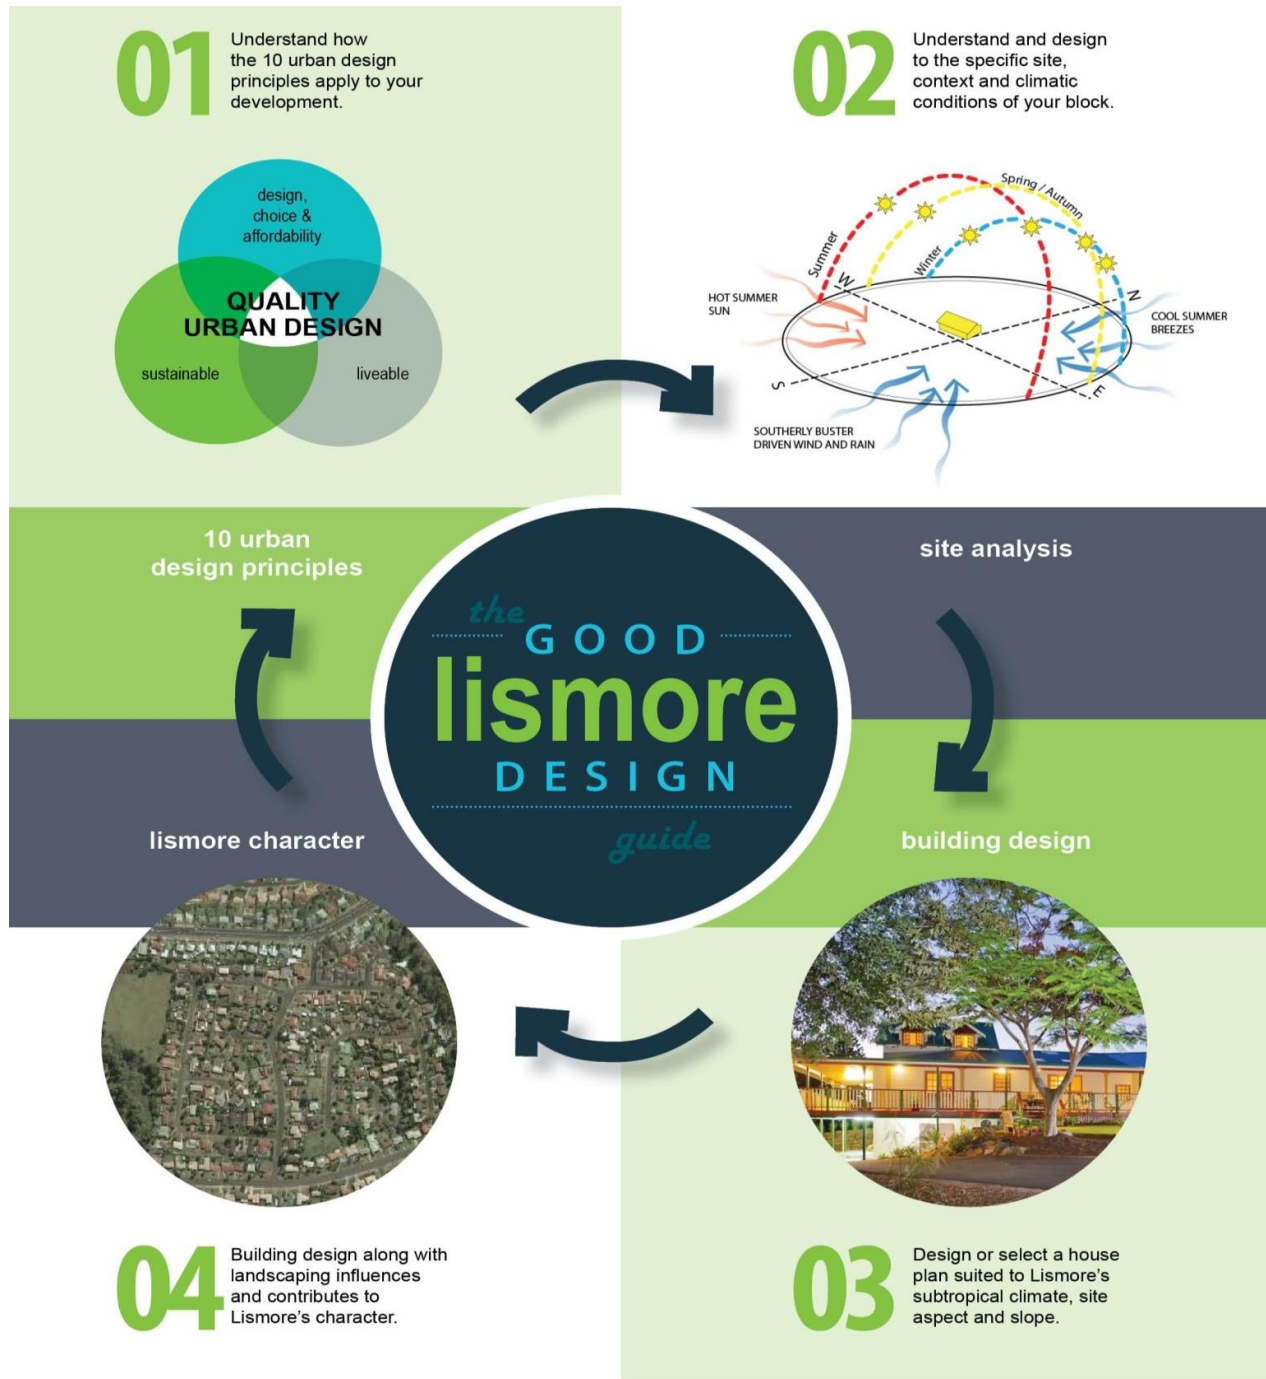 01
Understand how
the 10 urban design
principles apply to your
development.
design,
choice &
affordability
QUALITY
URBAN DESIGN
sustainable
liveable
02
Understand and design
to the specific site,
context and climatic
conditions of your block.
Summer
Spring / Autumn
Winter
W
N
S
E
HOT SUMMER
SUN
COOL SUMMER
BREEZES
SOUTHERLY BUSTER
DRIVEN WIND AND RAIN
10 urban
design principles
site analysis
the
GOOD
lismore
DESIGN
guide
lismore character
building design
04
Building design along with
landscaping influences
and contributes to
Lismore's character.
03
Design or select a house
plan suited to Lismore's
subtropical climate, site
aspect and slope.